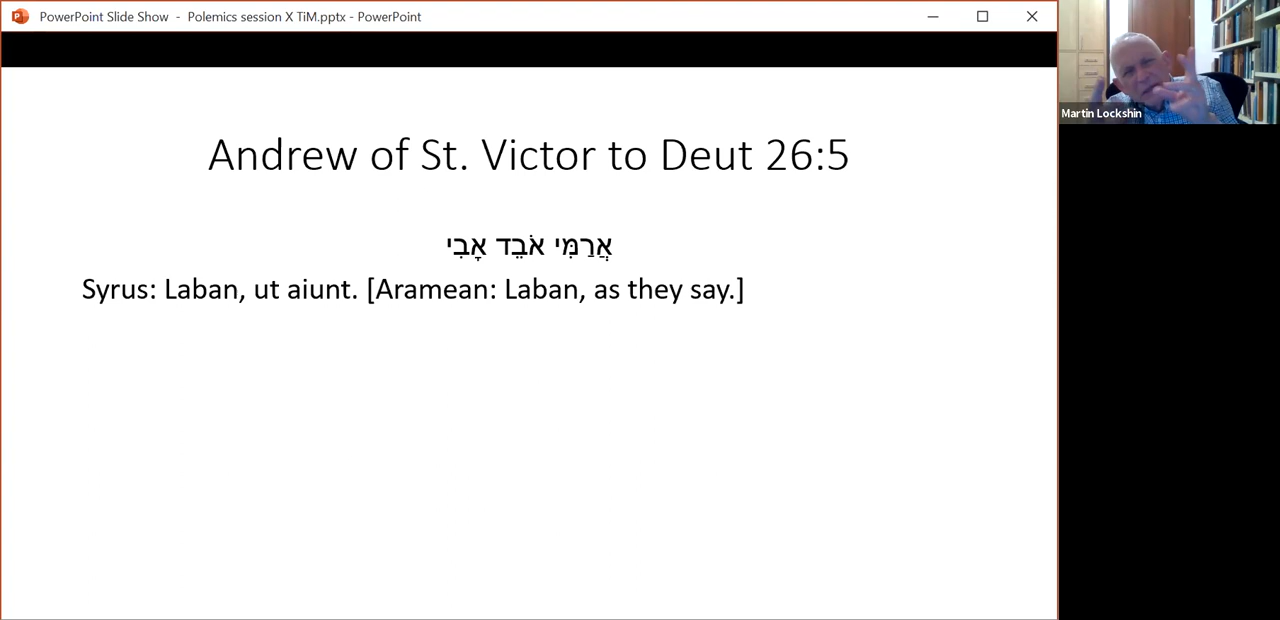 PowerPoint Slide Show - Polemics session X TiM.pptx - PowerPoint
Martin Lockshin
Andrew of St. Victor to Deut 26:5
אֲרַמִּי אֹבֵד אָבִי
Syrus: Laban, ut aiunt. [Aramean: Laban, as they say.]